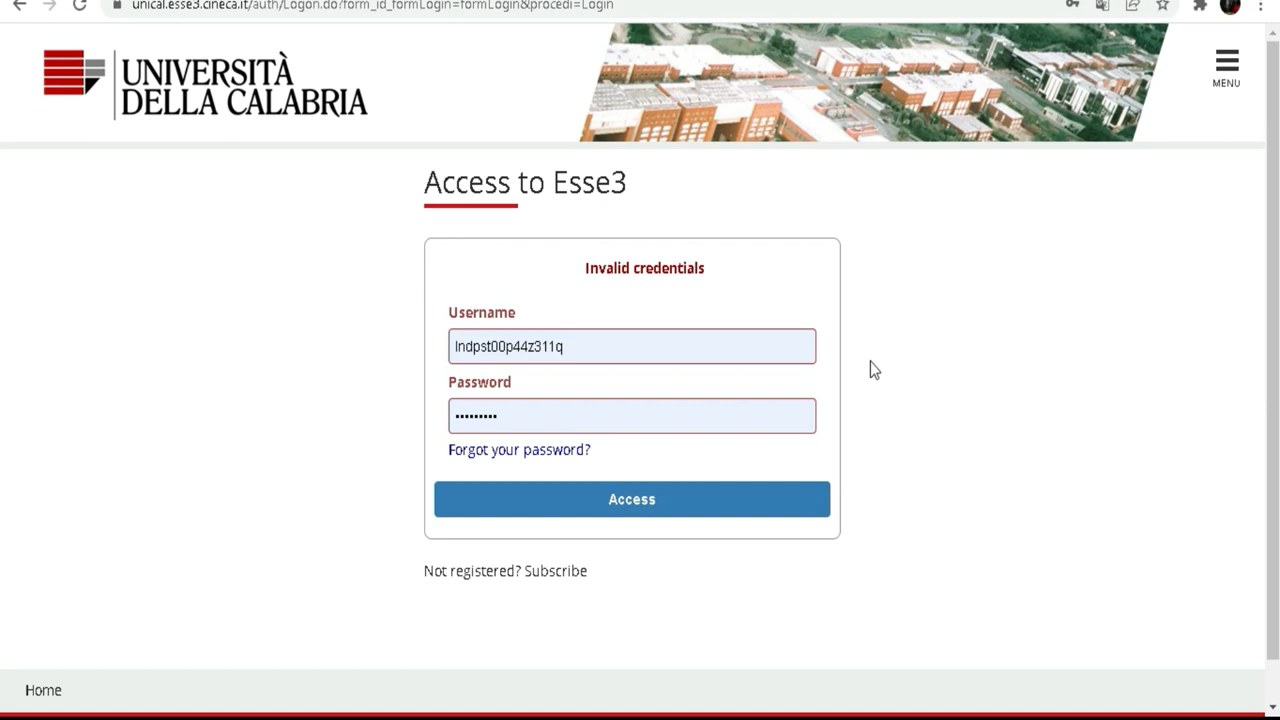 unical.esse3.cineca.it/auth/Logon.do?form_id_formLogin=formLogin&procedi=Login
UNIVERSITÀ
DELLA CALABRIA
MENU
Access to Esse3
Invalid credentials
Username
lndpst00p44z311q
Password
•••••••••
Forgot your password?
Access
Not registered? Subscribe
Home